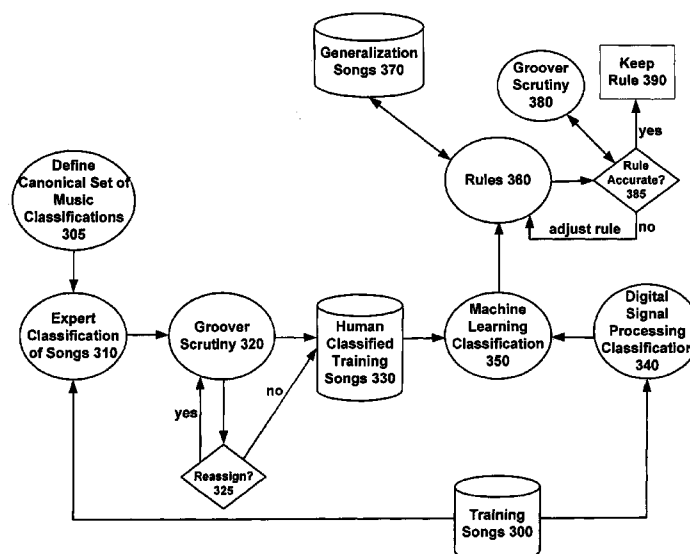 Generalization
Songs 370
Groover
Scrutiny
380
Keep
Rule 390
yes
Define
Canonical Set of
Music
Classifications
305
Rules 360
Rule
Accurate?
385
adjust rule
no
Expert
Classification
of Songs 310
Groover
Scrutiny 320
Human
Classified
Training
Songs 330
Machine
Learning
Classification
350
Digital
Signal
Processing
Classification
340
yes
no
Reassign?
325
Training
Songs 300